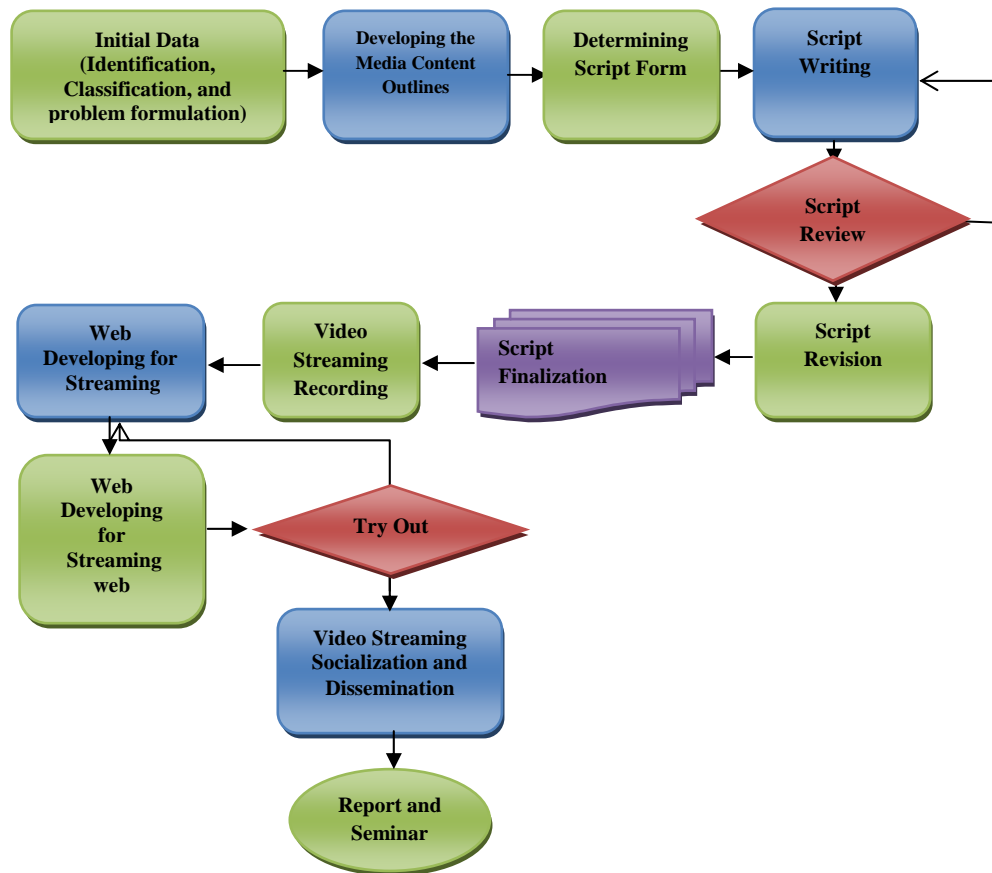 Initial Data
(Identification,
Classification, and
problem formulation)
Developing the
Media Content
Outlines
Determining
Script Form
Script
Writing
Script
Review
Script
Revision
Script
Finalization
Video
Streaming
Recording
Web
Developing for
Streaming
Web
Developing
for
Streaming
web
Try Out
Video Streaming
Socialization and
Dissemination
Report and
Seminar